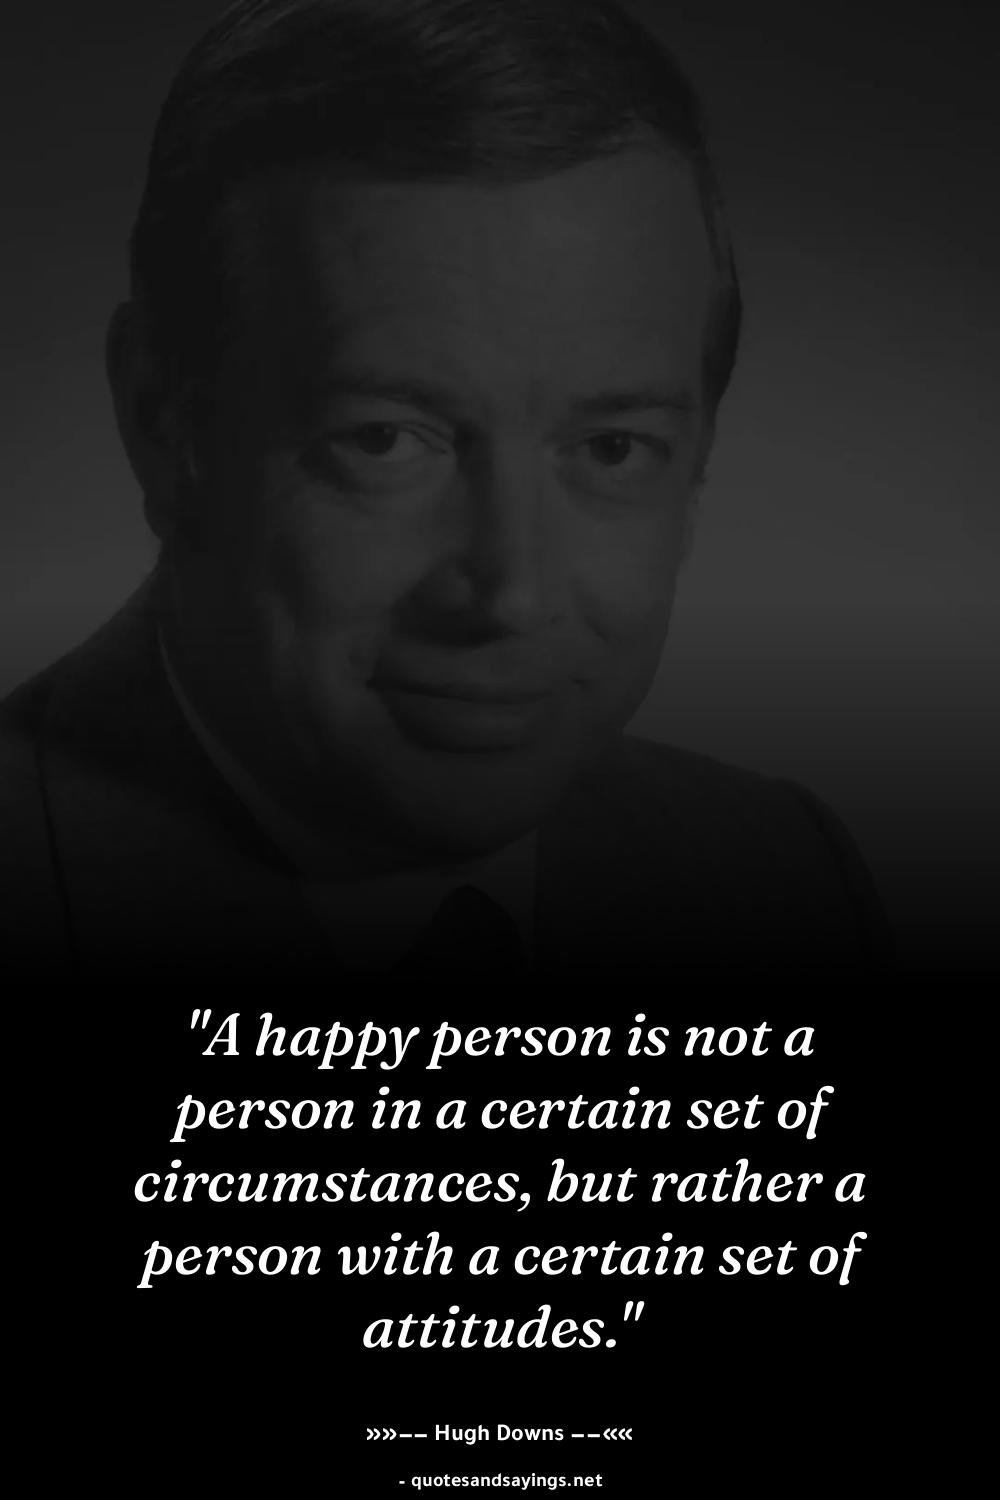 "A happy person is not a
person in a certain set of
circumstances, but rather a
person with a certain set of
attitudes."
»»–– Hugh Downs ––««
- quotesandsayings.net